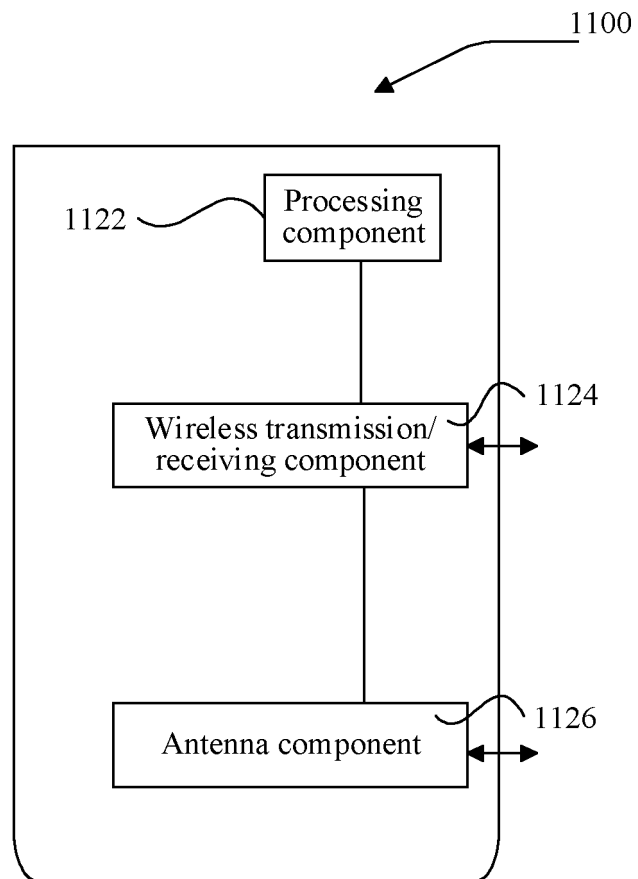 1100
Processing
component
1122
1124
Wireless transmission/
receiving component
1126
Antenna component